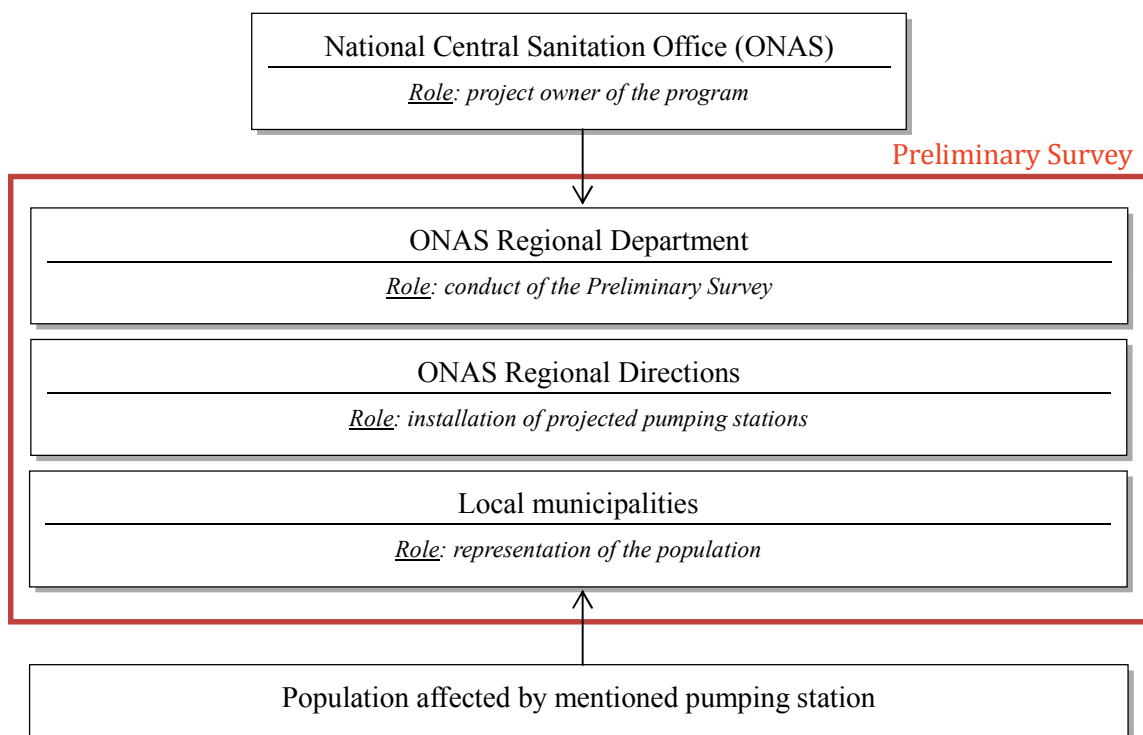 National Central Sanitation Office (ONAS)
Role: project owner of the program
Preliminary Survey
ONAS Regional Department
Role: conduct of the Preliminary Survey
ONAS Regional Directions
Role: installation of projected pumping stations
Local municipalities
Role: representation of the population
Population affected by mentioned pumping station